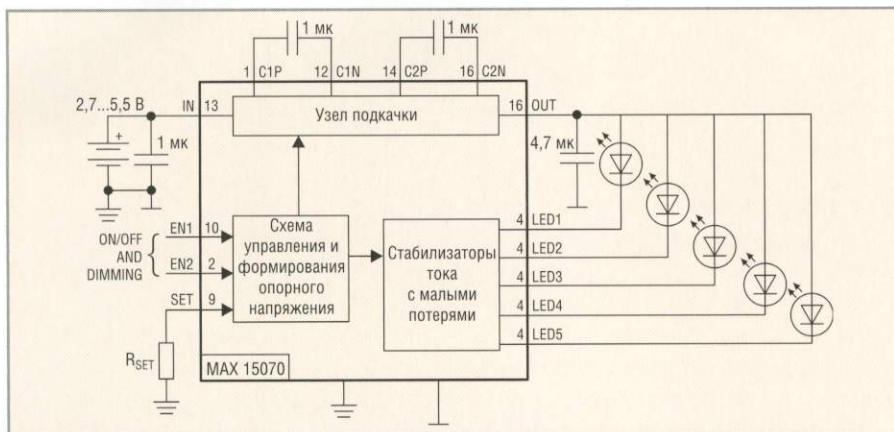 1 мк
1 мк
1 C1P
12 C1N
14 C2P
16 C2N
2,7...5,5 В
IN 13
Узел подкачки
16 OUT
+
1 мк
4,7 мк
EN1 10
ON/OFF
AND
DIMMING
EN2 2
SET 9
Схема
управления и
формирования
опорного
напряжения
Стабилизаторы
тока
с малыми
потерями
4 LED1
4 LED2
4 LED3
4 LED4
4 LED5
RSET
MAX 15070